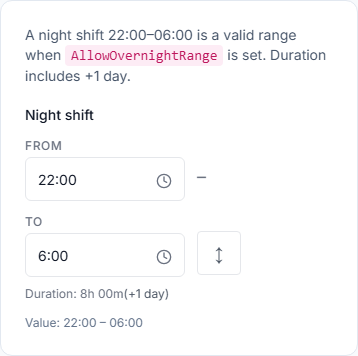 A night shift 22:00–06:00 is a valid range
when AllowOvernightRange is set. Duration
includes +1 day.
Night shift
FROM
22:00
–
TO
6:00
Duration: 8h 00m(+1 day)
Value: 22:00 – 06:00